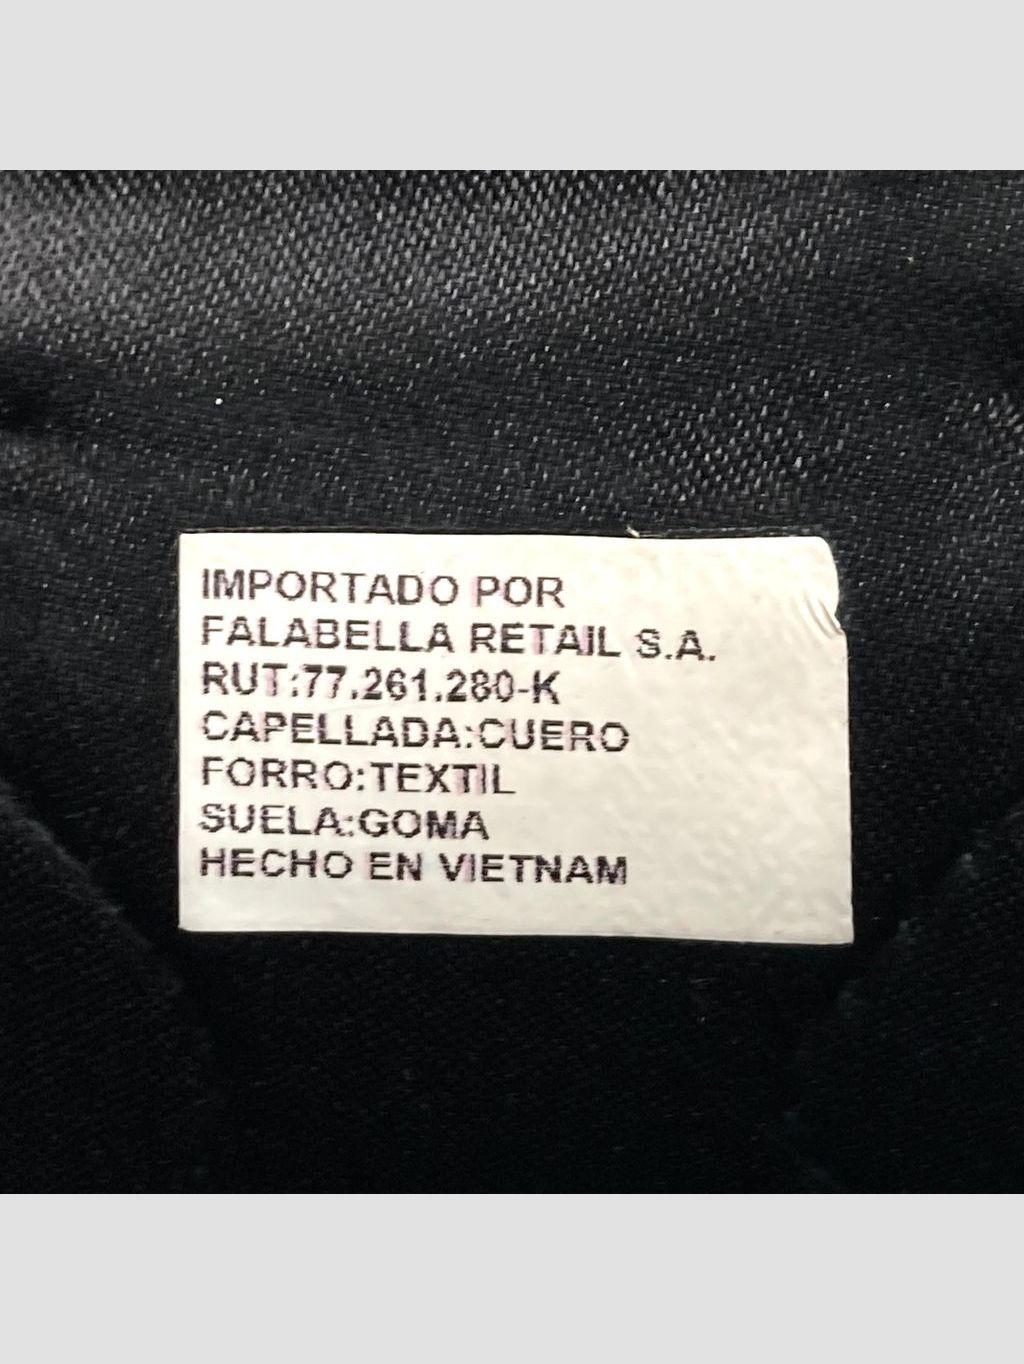 IMPORTADO POR
FALABELLA RETAIL S.A.
RUT:77.261.280-K
CAPELLADA:CUERO
FORRO:TEXTIL
SUELA:GOMA
HECHO EN VIETNAM